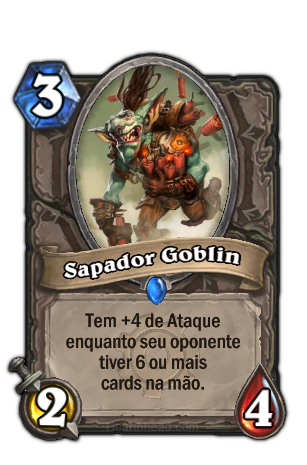 3
Sapador Goblin
Tem +4 de Ataque
enquanto seu oponente
tiver 6 ou mais
cards na mão.
2
4